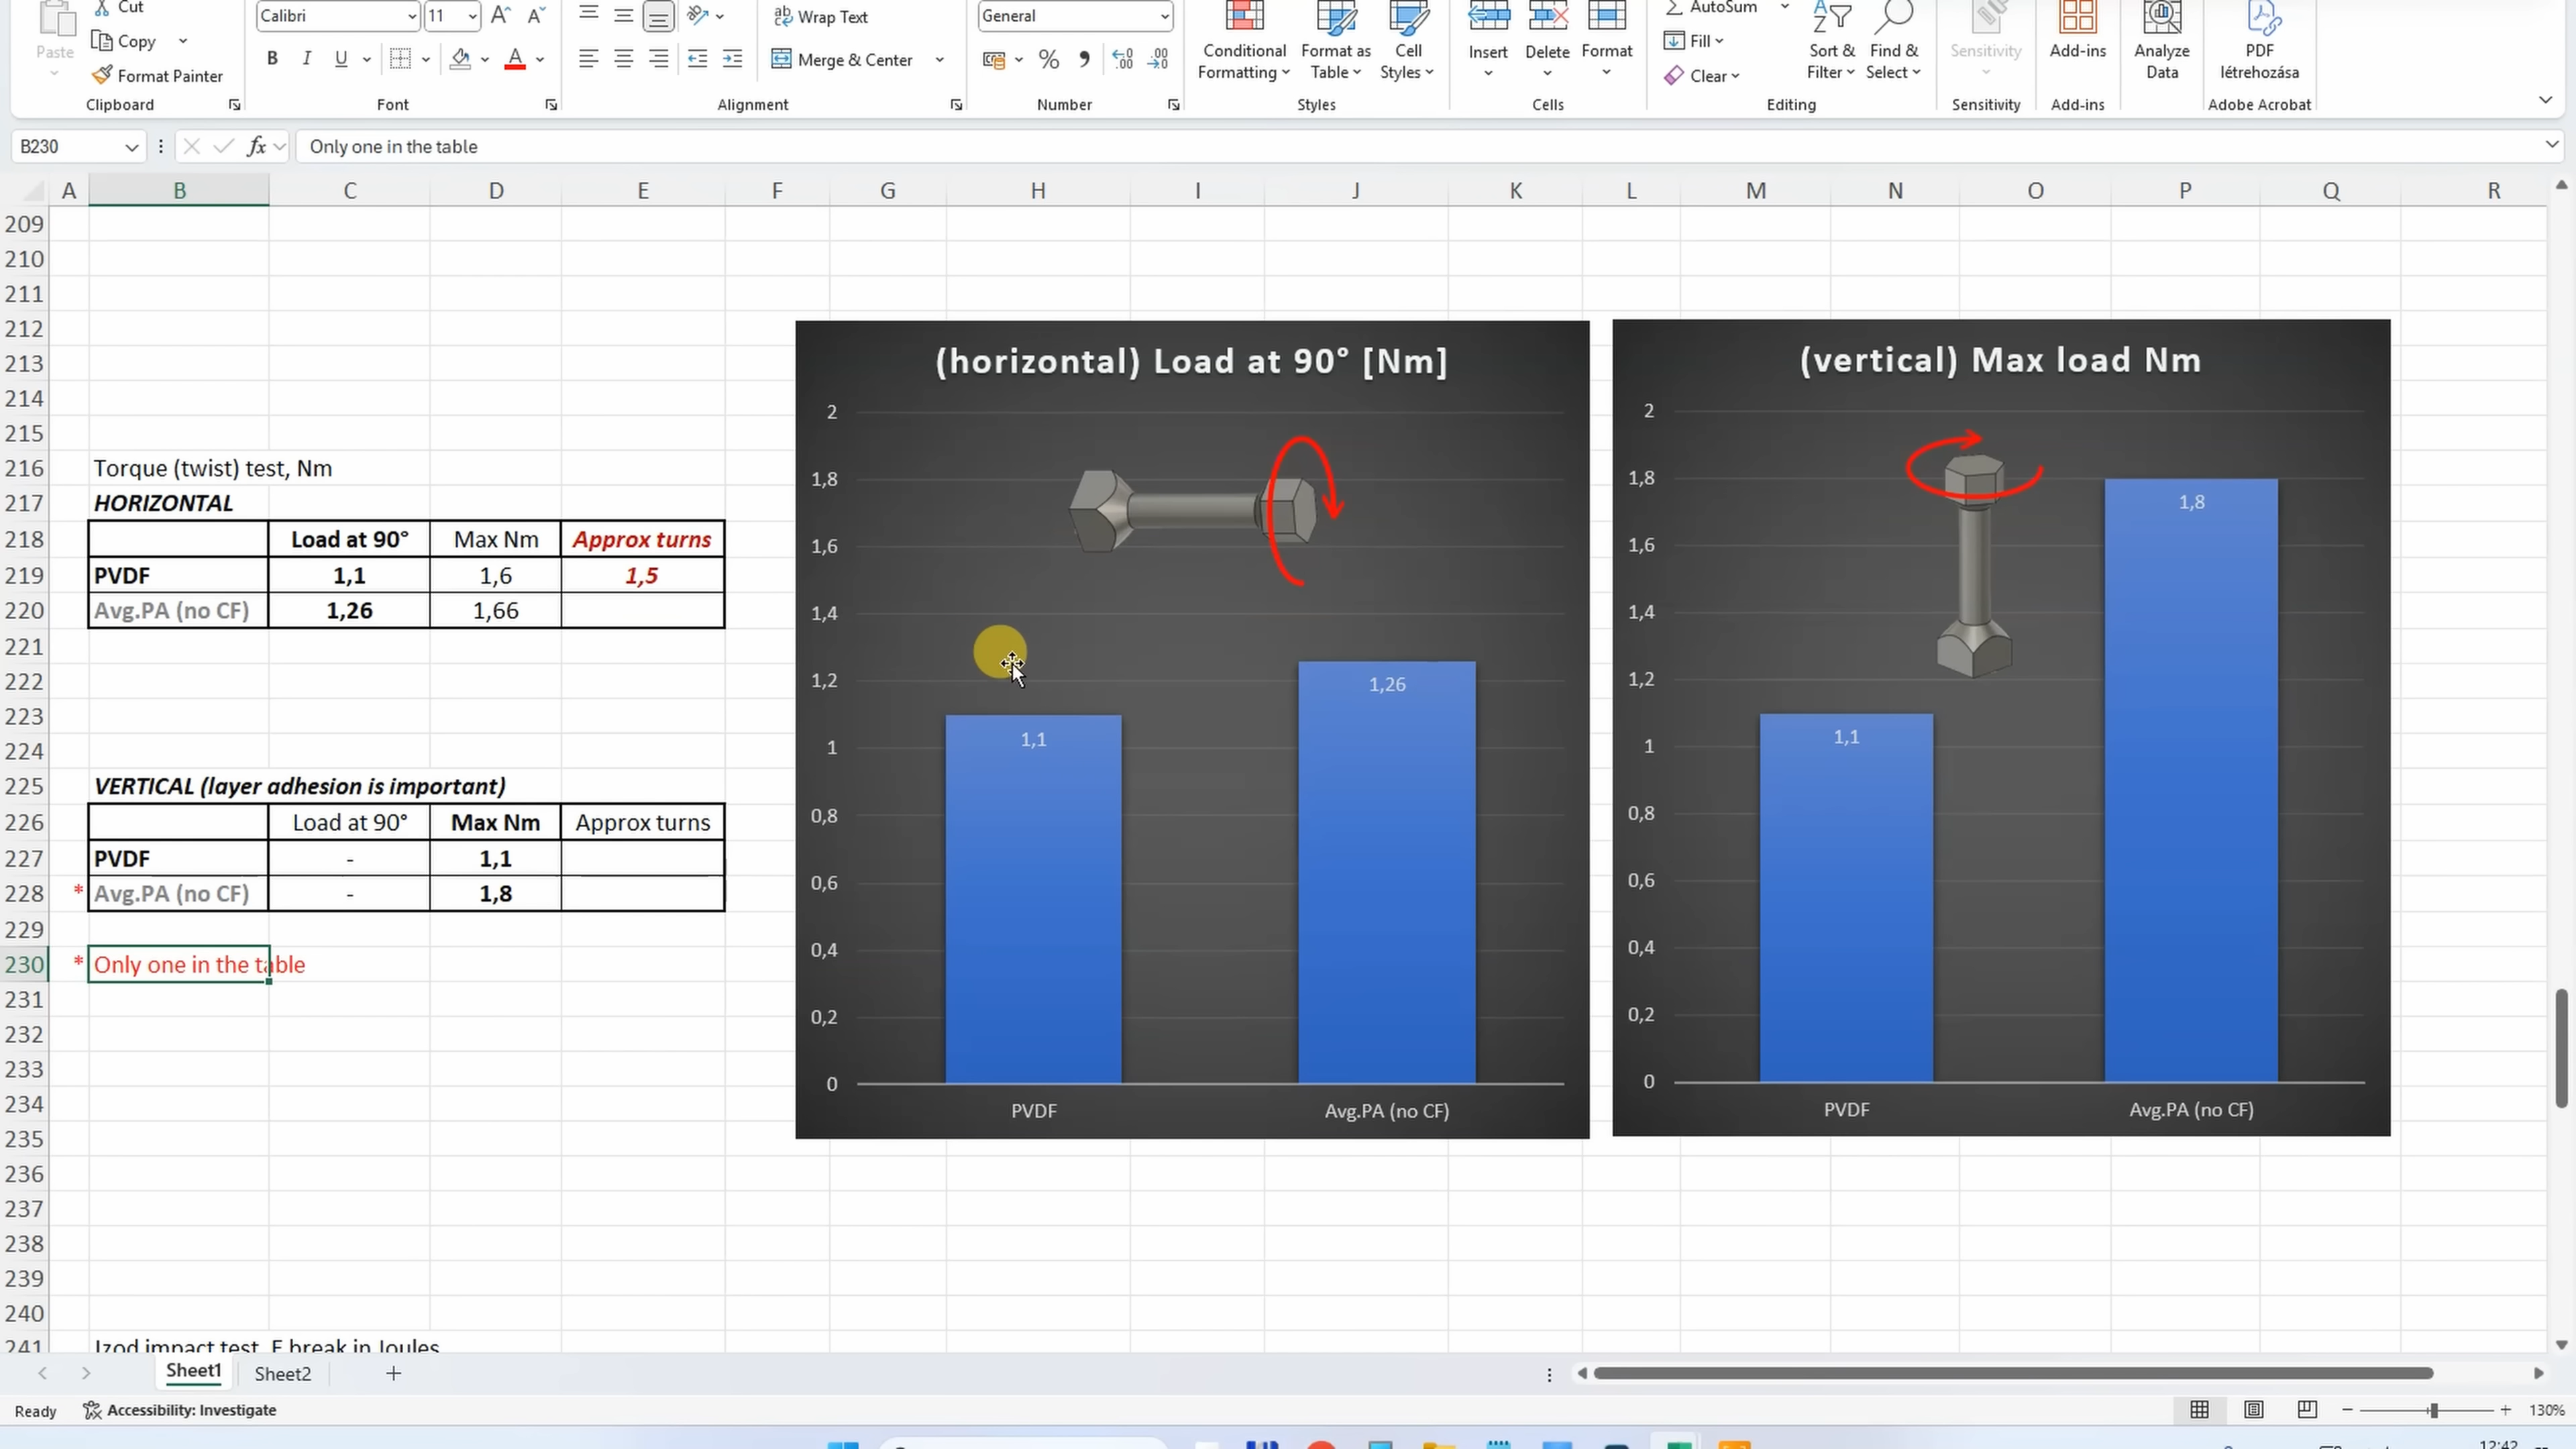 Cut
Copy
Format Painter
Paste
Clipboard
Calibri
11
B I U
Font
Wrap Text
Merge & Center
Alignment
General
Number
Conditional Formatting
Format as Table
Cell Styles
Styles
Insert
Delete
Format
Cells
AutoSum
Fill
Clear
Sort & Filter
Find & Select
Editing
Sensitivity
Sensitivity
Add-ins
Add-ins
Analyze Data
PDF létrehozása
Adobe Acrobat
B230
fx
Only one in the table
A B C D E F G H I J K L M N O P Q R
209
210
211
212
213
214
215
216 Torque (twist) test, Nm
217 HORIZONTAL
218 Load at 90° Max Nm Approx turns
219 PVDF 1,1 1,6 1,5
220 Avg.PA (no CF) 1,26 1,66
221
222
223
224
225 VERTICAL (layer adhesion is important)
226 Load at 90° Max Nm Approx turns
227 PVDF - 1,1
228 * Avg.PA (no CF) - 1,8
229
230 * Only one in the table
231
232
233
234
235
236
237
238
239
240
241 Izod impact test, E break in Joules
(horizontal) Load at 90° [Nm]
2
1,8
1,6
1,4
1,2
1
0,8
0,6
0,4
0,2
0
1,1
1,26
PVDF Avg.PA (no CF)
(vertical) Max load Nm
2
1,8
1,6
1,4
1,2
1
0,8
0,6
0,4
0,2
0
1,1
1,8
PVDF Avg.PA (no CF)
Sheet1 Sheet2
Ready Accessibility: Investigate
130%
12:42